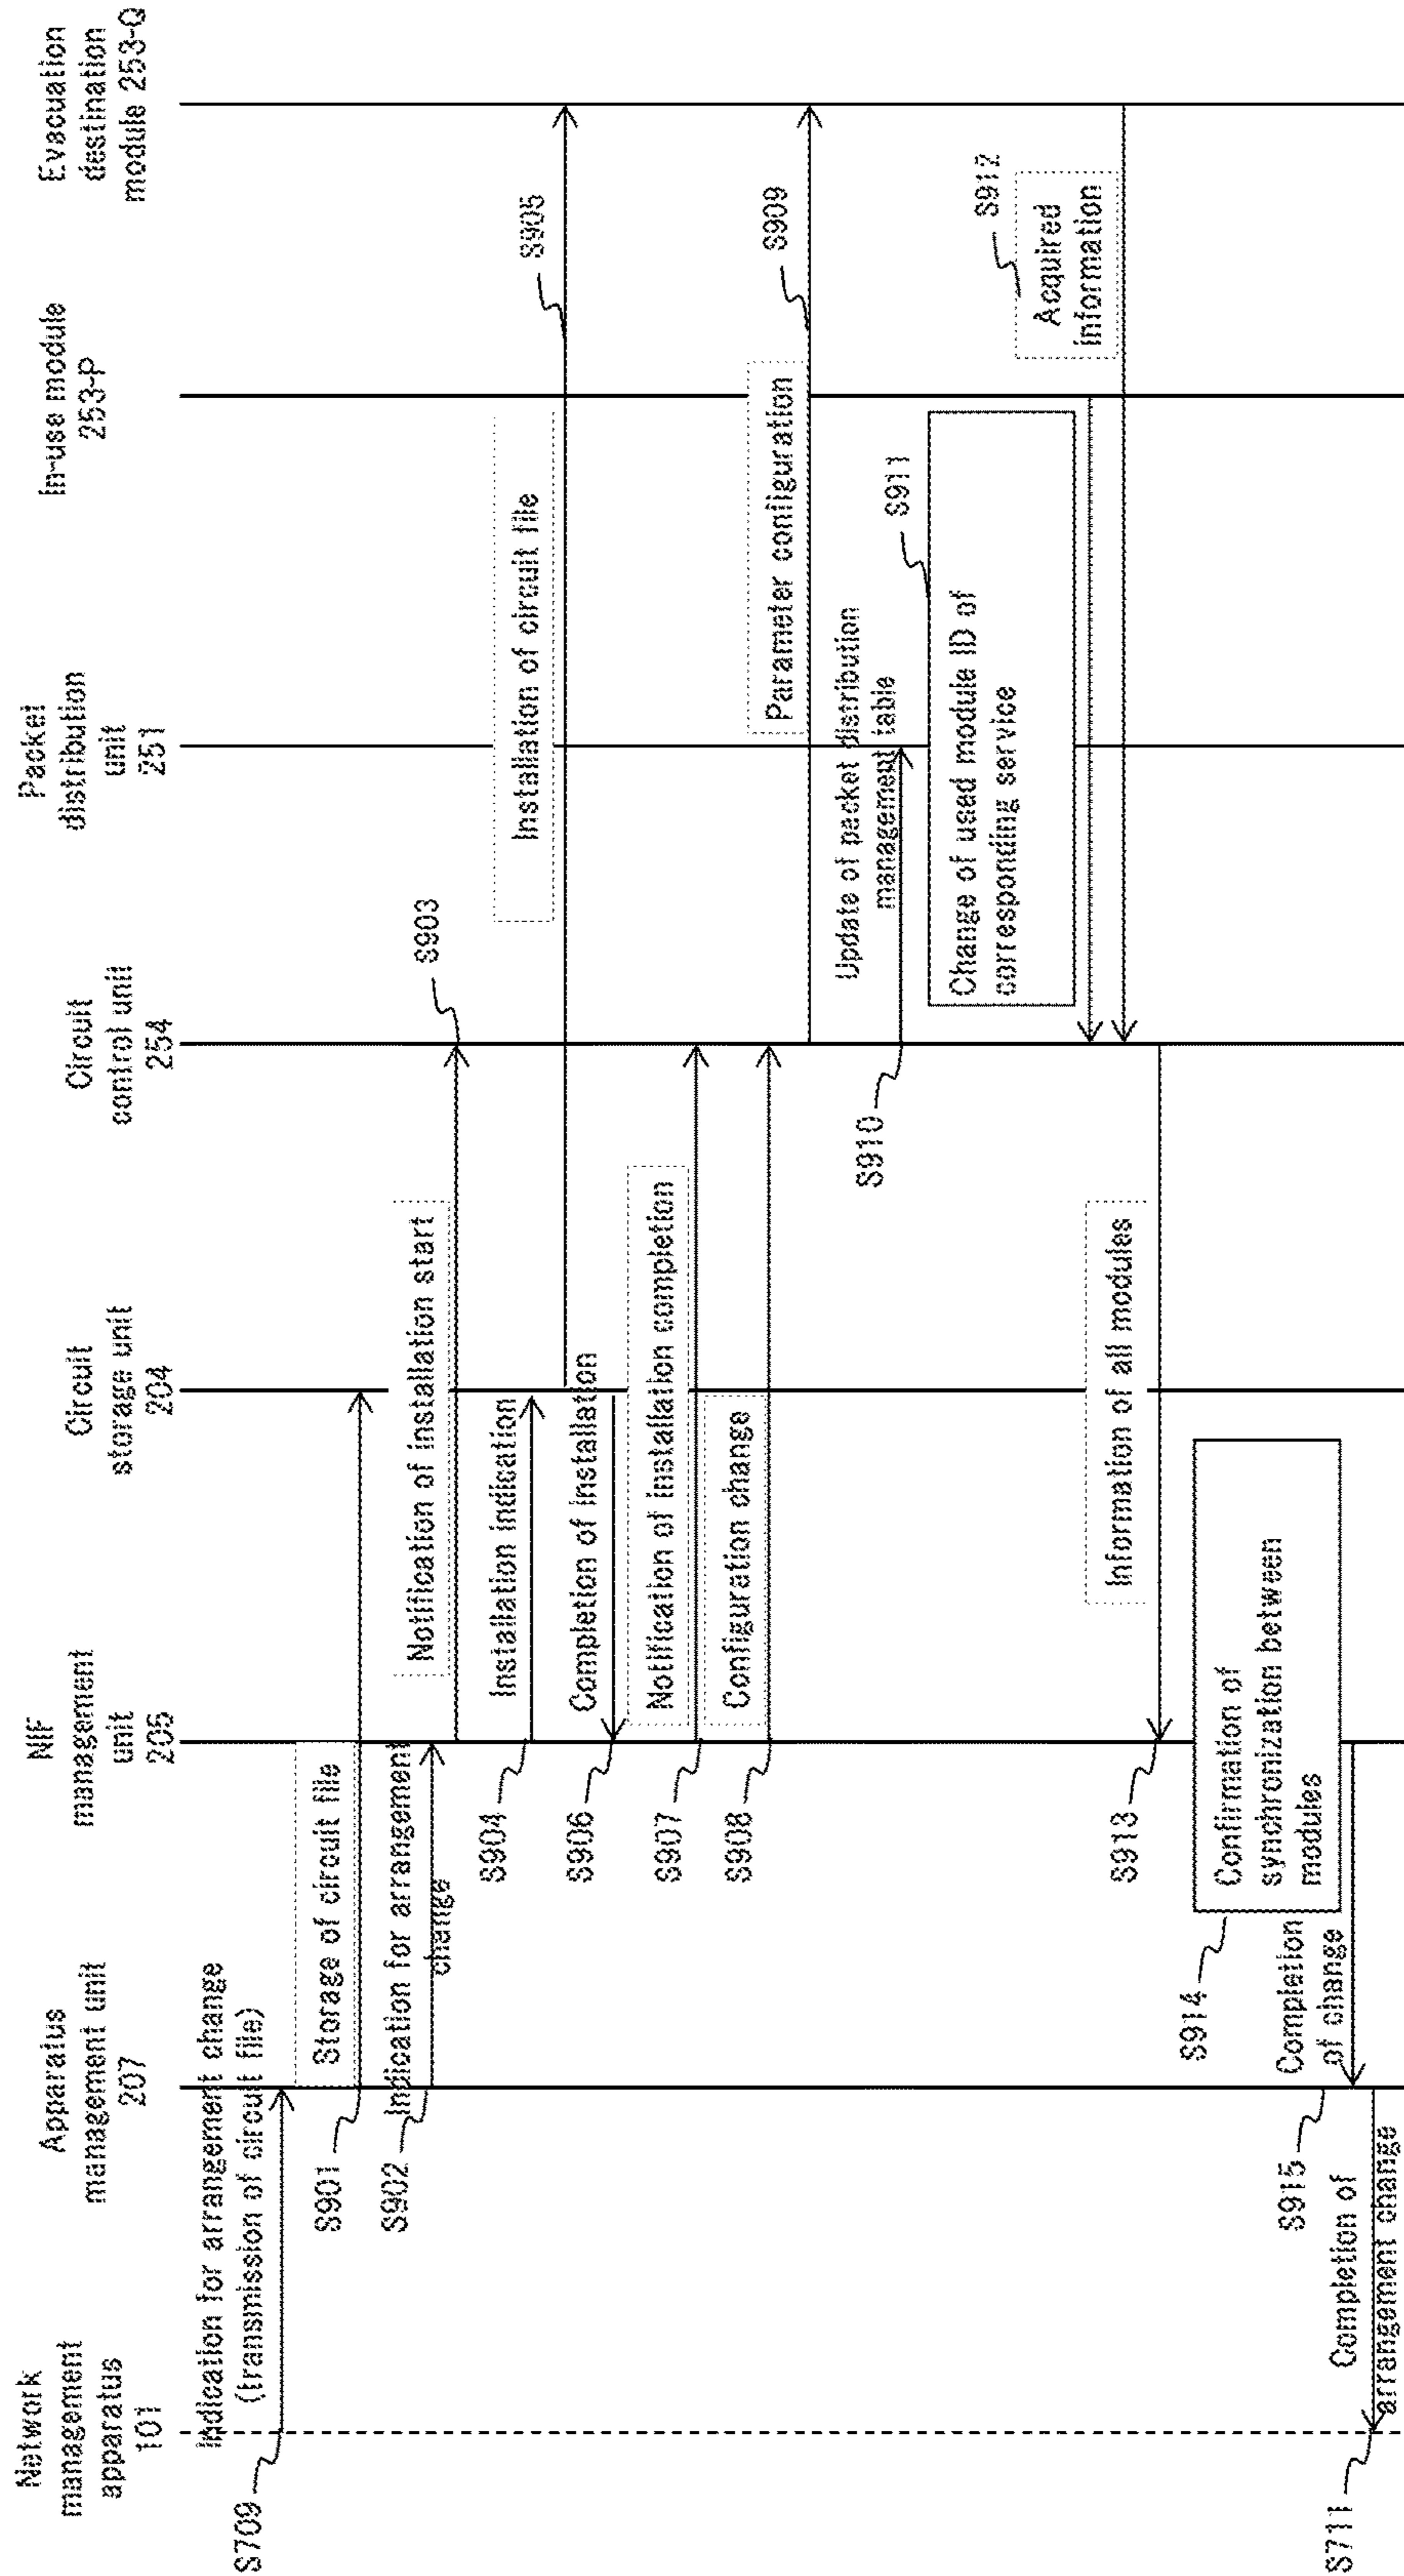 Network
management
apparatus
101
Apparatus
management unit
207
NIF
management
unit
205
Circuit
storage unit
204
Circuit
control unit
254
Packet
distribution
unit
251
In-use module
253-P
Evacuation
destination
module 253-Q
S709
Indication for arrangement change
(transmission of circuit file)
S901
Storage of circuit file
S902
Indication for arrangement
change
Notification of installation start
S903
S904
Installation indication
Installation of circuit file
S905
S906
Completion of installation
S907
Notification of installation completion
S908
Configuration change
Parameter configuration
S909
S910
Update of packet distribution
management table
S911
Change of used module ID of
corresponding service
S912
Acquired
information
S913
Information of all modules
S914
Confirmation of
synchronization between
modules
S915
Completion
of change
S711
Completion of
arrangement change